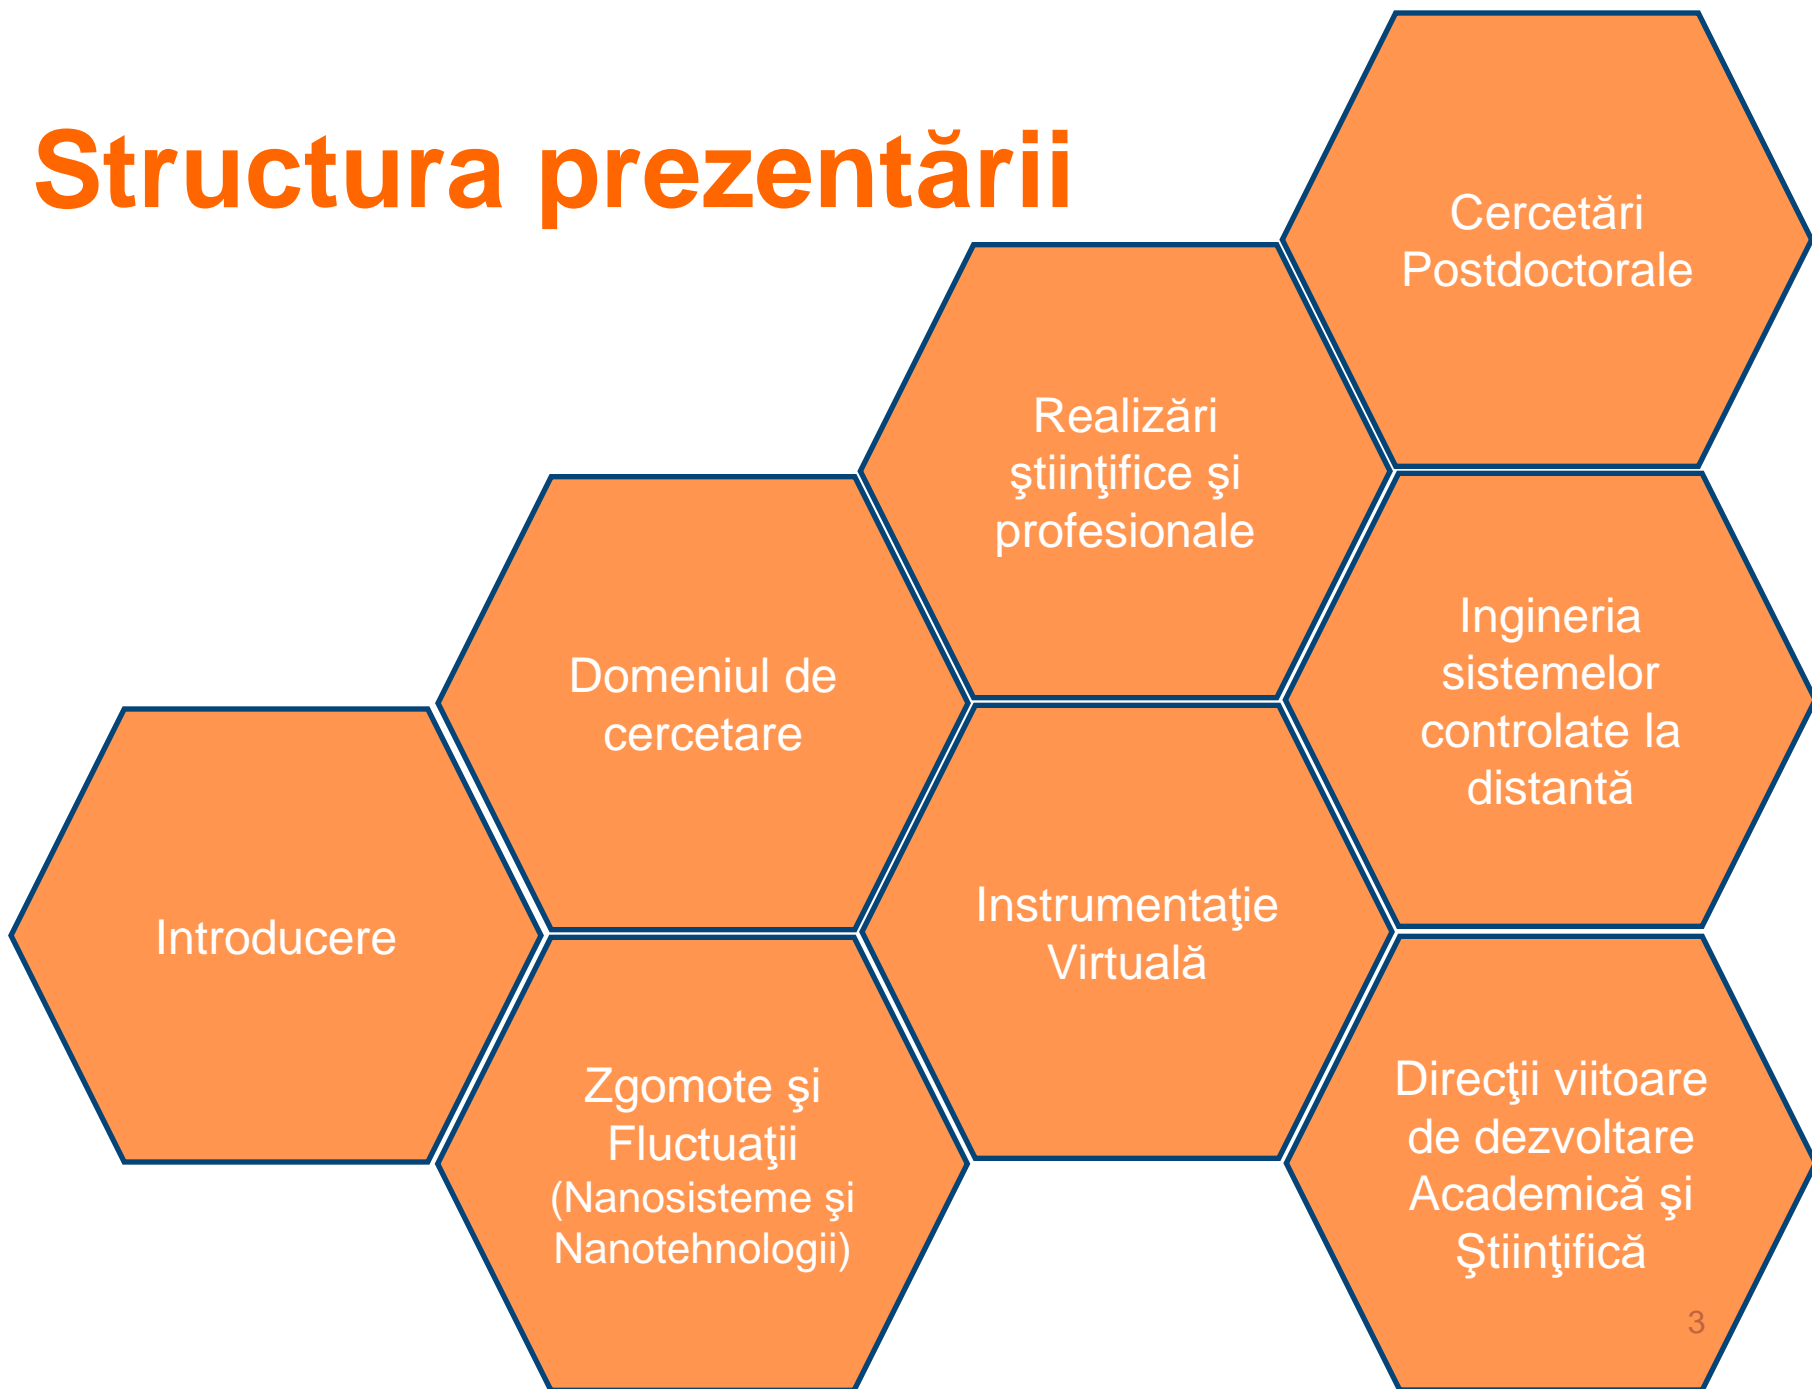 Structura prezentării
Cercetări
Postdoctorale
Realizări
ştiinţifice şi
profesionale
Ingineria
sistemelor
controlate la
distantă
Domeniul de
cercetare
Instrumentaţie
Virtuală
Introducere
Zgomote şi
Fluctuaţii
(Nanosisteme şi
Nanotehnologii)
Direcţii viitoare
de dezvoltare
Academică şi
Ştiinţifică
3